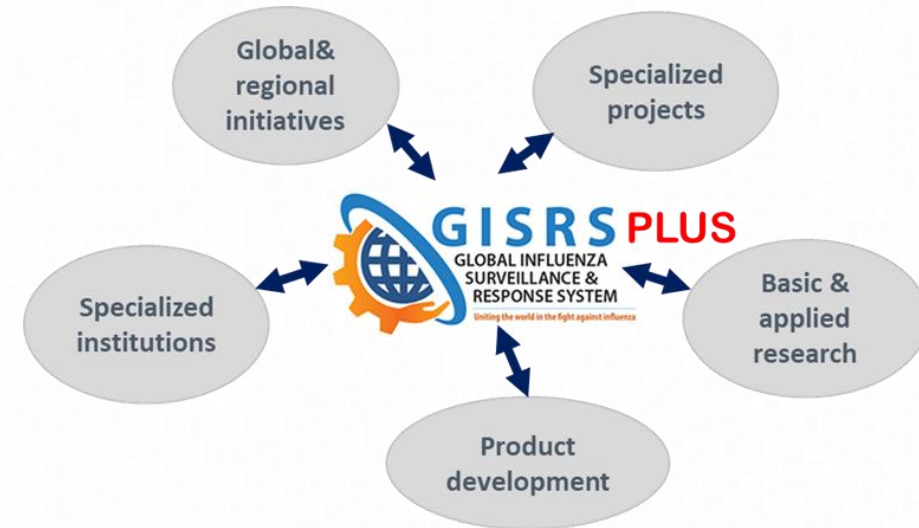 Global&
regional
initiatives
Specialized
projects
GISRS PLUS
GLOBAL INFLUENZA
SURVEILLANCE &
RESPONSE SYSTEM
Uniting the world in the fight against influenza
Specialized
institutions
Basic &
applied
research
Product
development